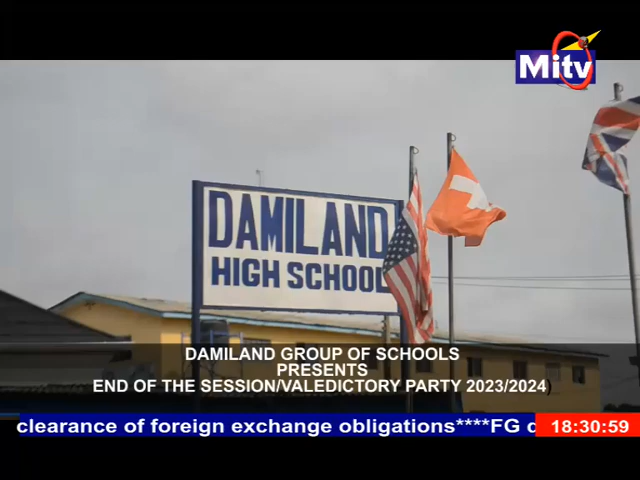 Mitv
DAMILAND
HIGH SCHOOL
DAMILAND GROUP OF SCHOOLS
PRESENTS
END OF THE SESSION/VALEDICTORY PARTY 2023/2024)
clearance of foreign exchange obligations****FG
18:30:59